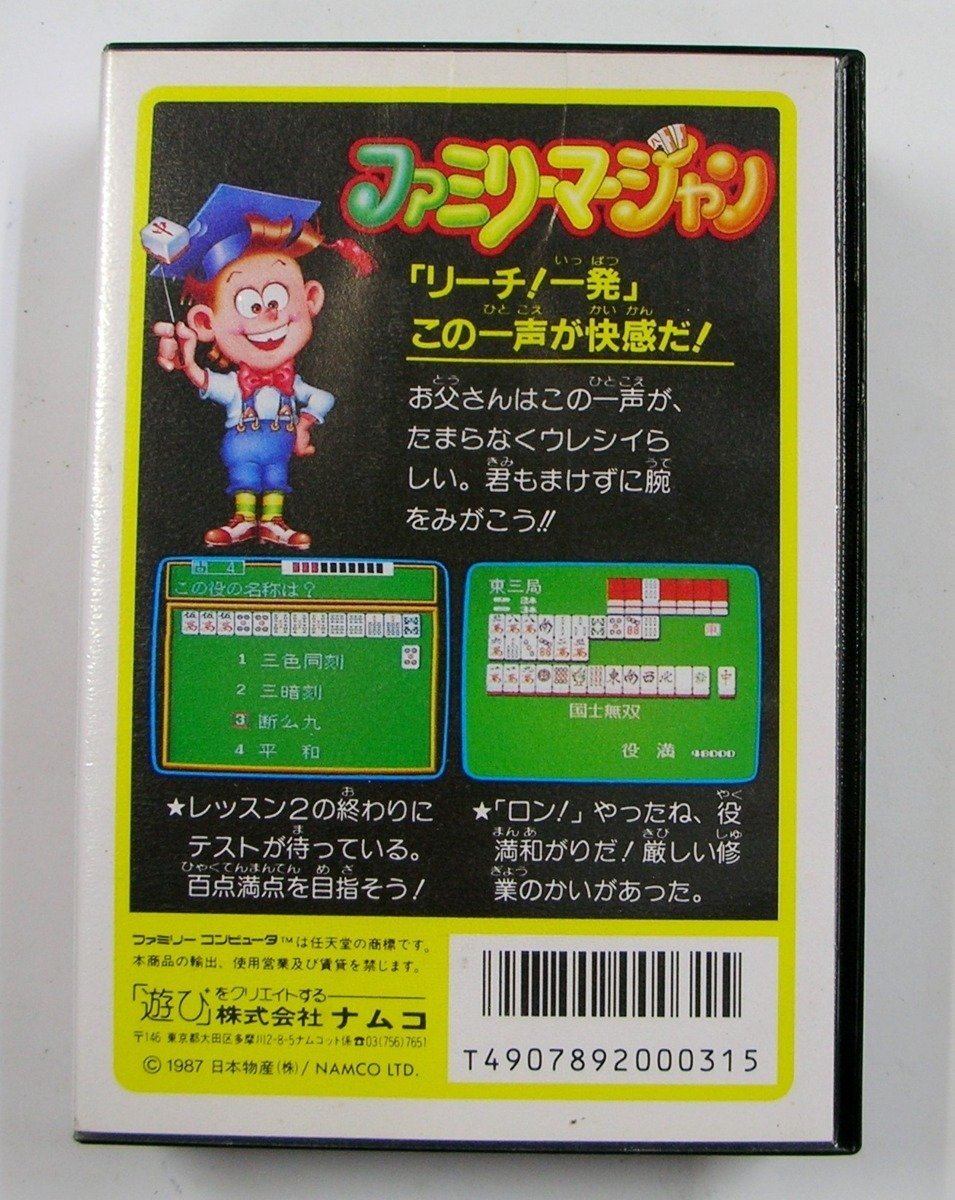 ファミリーマージャン
中
いっ ぱつ
「リーチ!一発」
ひと こえ かい かん
この一声が快感だ!
とう ひとこえ
お父さんはこの一声が、
たまらなくウレシイら
きみ うで
しい。君もまけずに腕
をみがこう!!
4
この役の名称は?
1 三色同刻
2 三暗刻
3 断么九
4 平 和
東三局
東 南 西 北
中
国士無双
役 満 48000
お
★レッスン2の終わりに
ま
テストが待っている。
ひゃくてんまんてん め ざ
百点満点を目指そう!
やく
★「ロン!」やったね、役
まん あ きび しゅ
満和がりだ!厳しい修
ぎょう
業のかいがあった。
ファミリー コンピュータ™は任天堂の商標です。
本商品の輸出、使用営業及び賃貸を禁じます。
「遊び」をクリエイトする
株式会社 ナムコ
〒146 東京都大田区多摩川2-8-5ナムコット係☎03(756)7651
© 1987 日本物産(株)/ NAMCO LTD.
T4907892000315